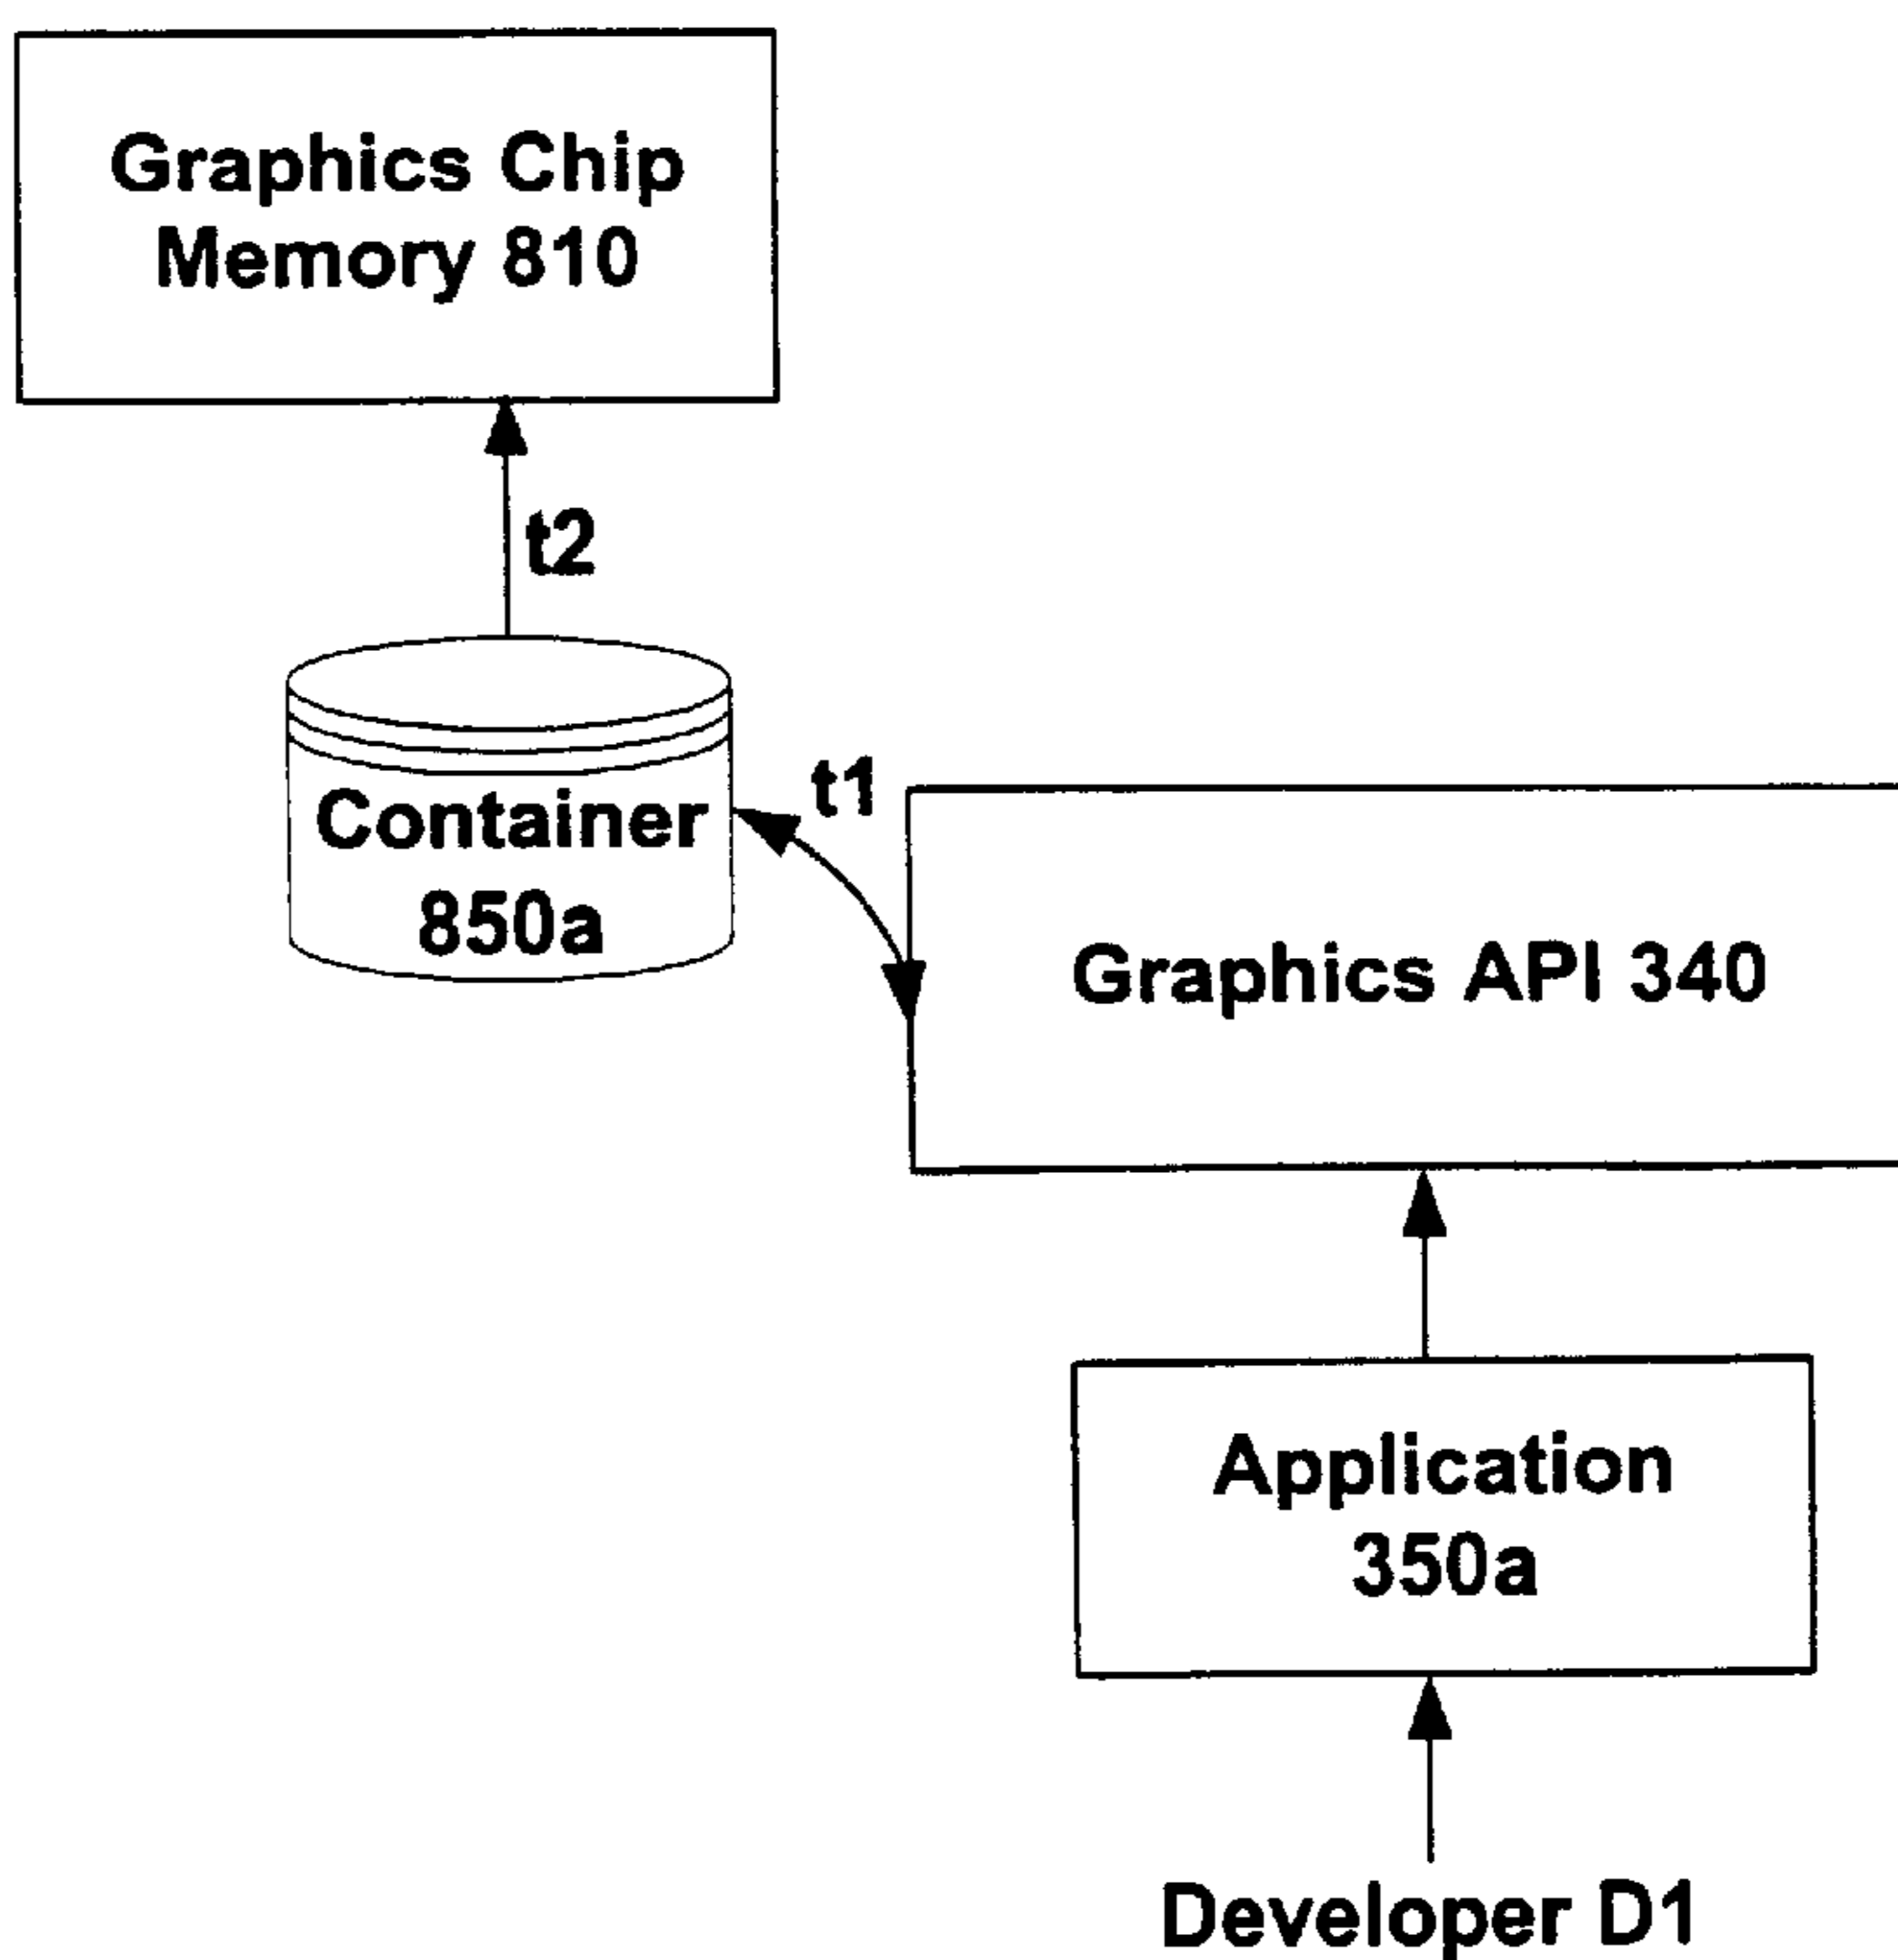 Graphics Chip
Memory 810
t2
t1
Container
850a
Graphics API 340
Application
350a
Developer D1